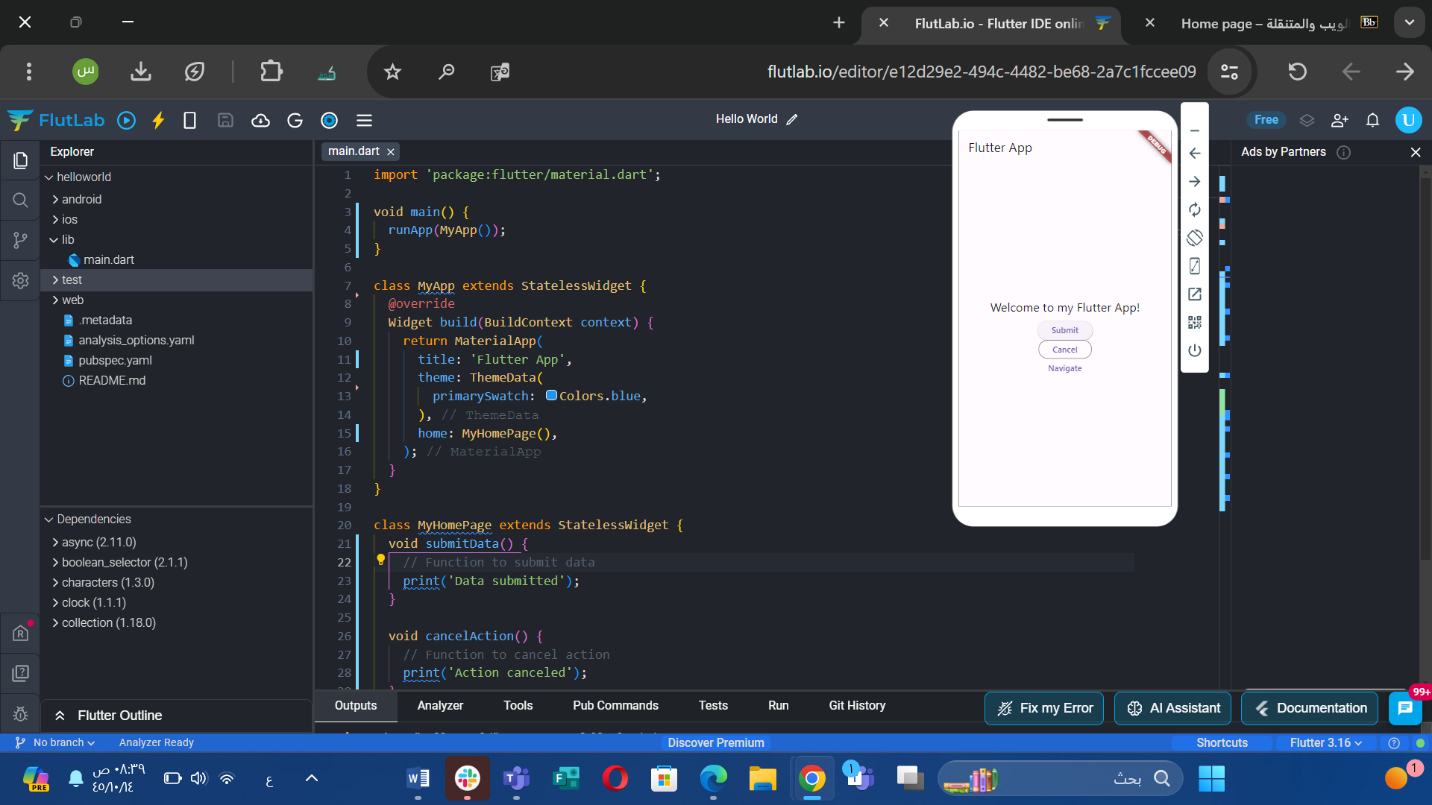 FlutLab.io - Flutter IDE onlin
Home page – الويب والمتنقلة
Bb
س
flutlab.io/editor/e12d29e2-494c-4482-be68-2a7c1fccee09
FlutLab
Hello World
Free
U
Explorer
helloworld
android
ios
lib
main.dart
test
web
.metadata
analysis_options.yaml
pubspec.yaml
README.md
Dependencies
async (2.11.0)
boolean_selector (2.1.1)
characters (1.3.0)
clock (1.1.1)
collection (1.18.0)
Flutter Outline
main.dart
1 import 'package:flutter/material.dart';
2
3 void main() {
4 runApp(MyApp());
5 }
6
7 class MyApp extends StatelessWidget {
8 @override
9 Widget build(BuildContext context) {
10 return MaterialApp(
11 title: 'Flutter App',
12 theme: ThemeData(
13 primarySwatch: Colors.blue,
14 ), // ThemeData
15 home: MyHomePage(),
16 ); // MaterialApp
17 }
18 }
19
20 class MyHomePage extends StatelessWidget {
21 void submitData() {
22 // Function to submit data
23 print('Data submitted');
24 }
25
26 void cancelAction() {
27 // Function to cancel action
28 print('Action canceled');
Flutter App
DEBUG
Welcome to my Flutter App!
Submit
Cancel
Navigate
Ads by Partners
Outputs
Analyzer
Tools
Pub Commands
Tests
Run
Git History
Fix my Error
AI Assistant
Documentation
99+
No branch
Analyzer Ready
Discover Premium
Shortcuts
Flutter 3.16
PRE
٠٨:٣٩ ص
٤٥/١٠/١٤
ع
1
بحث
1